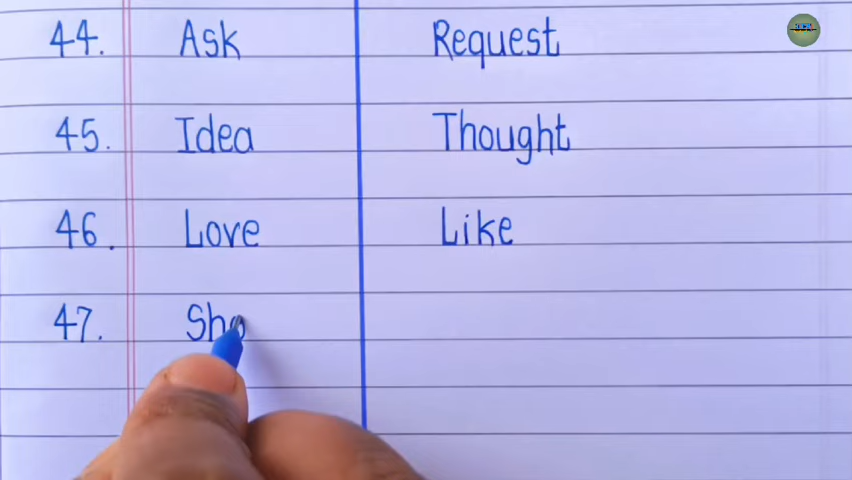 44. Ask Request
45. Idea Thought
46. Love Like
47. Sho